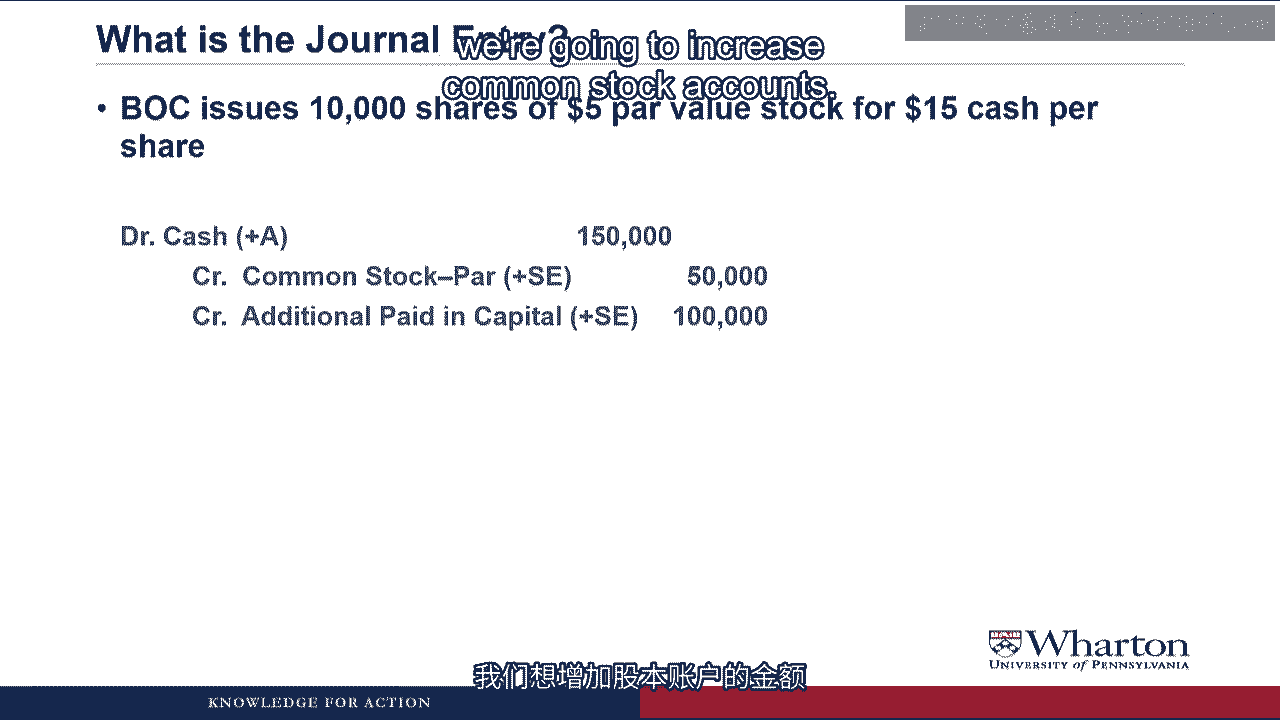 What is the Journal Entry?
we're going to increase
common stock accounts.
• BOC issues 10,000 shares of $5 par value stock for $15 cash per
share
Dr. Cash (+A) 150,000
Cr. Common Stock–Par (+SE) 50,000
Cr. Additional Paid in Capital (+SE) 100,000
Wharton
UNIVERSITY of PENNSYLVANIA
我们想增加股本账户的金额
KNOWLEDGE FOR ACTION